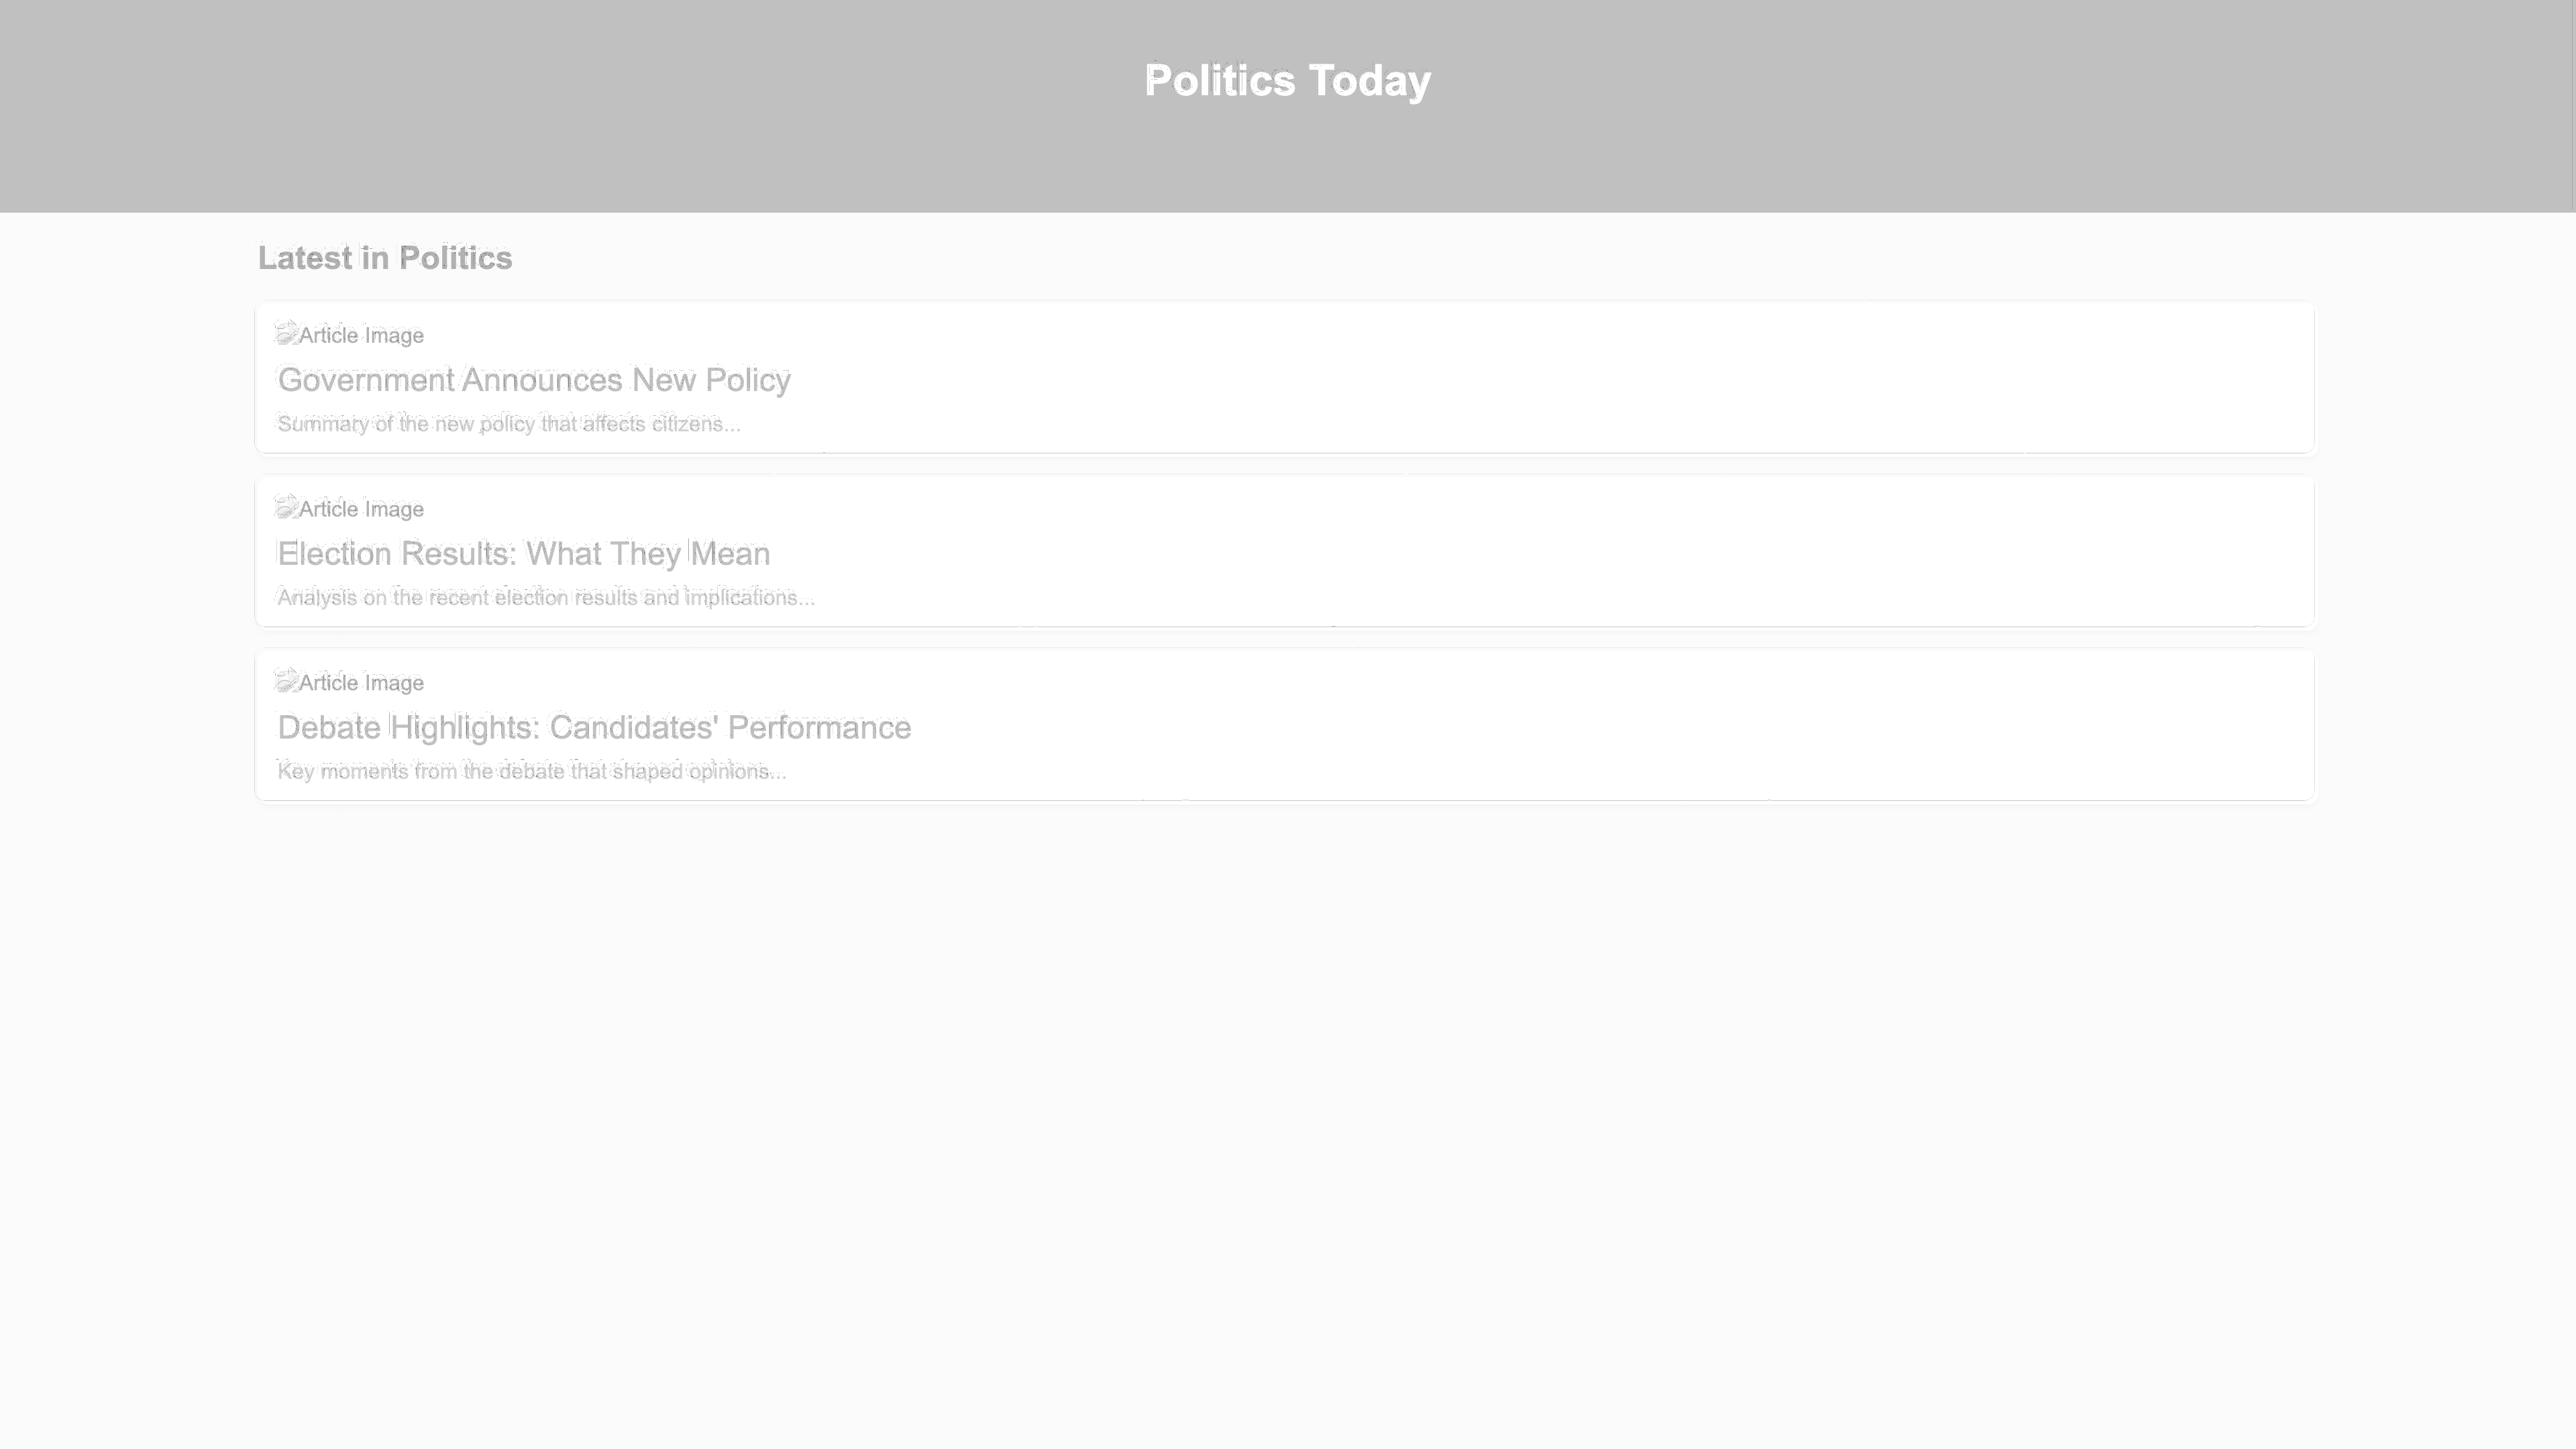 Politics Today
Latest in Politics
Article Image
Government Announces New Policy
Summary of the new policy that affects citizens...
Article Image
Election Results: What They Mean
Analysis on the recent election results and implications...
Article Image
Debate Highlights: Candidates' Performance
Key moments from the debate that shaped opinions...